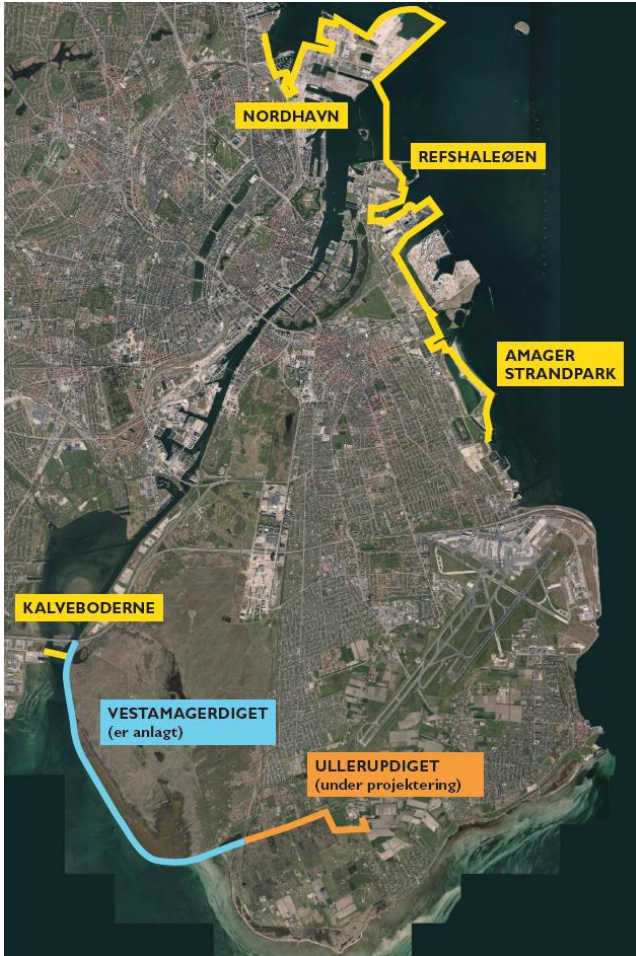 NORDHAVN
REFSHALEØEN
AMAGER
STRANDPARK
KALVEBODERNE
VESTAMAGERDIGET
(er anlagt)
ULLERUPDIGET
(under projektering)